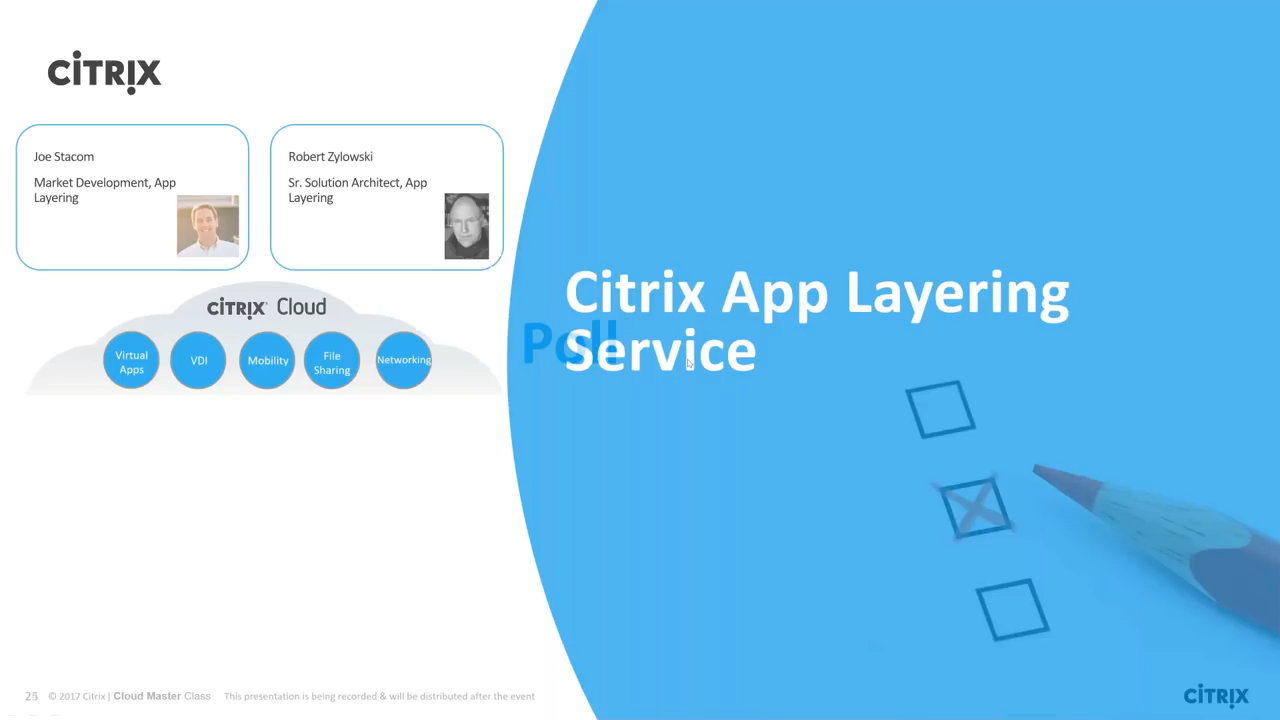 CiTRIX
Joe Stacom
Market Development, App
Layering
Robert Zylowski
Sr. Solution Architect, App
Layering
CiTRIX® Cloud
Virtual
Apps
VDI
Mobility
File
Sharing
Networking
Citrix App Layering
Service
Poll
25 © 2017 Citrix | Cloud Master Class This presentation is being recorded & will be distributed after the event
CiTRIX